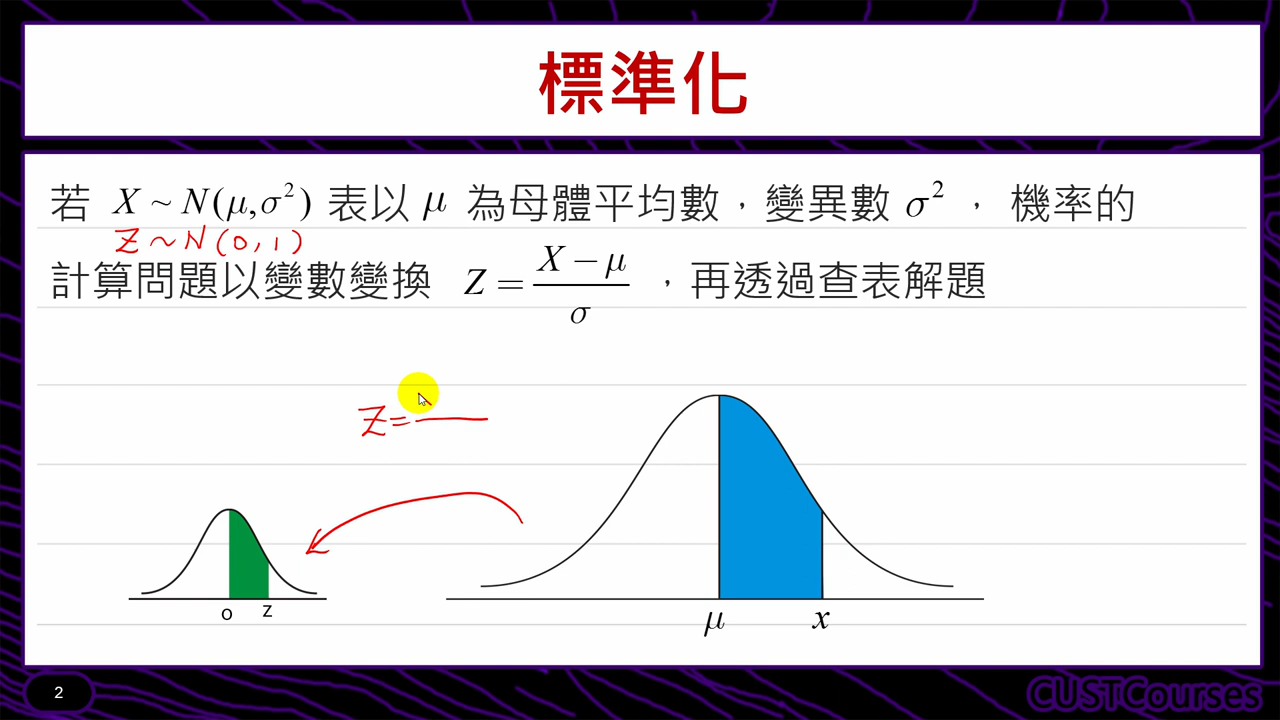 標準化
若 X ~ N(μ,σ²) 表以 μ 為母體平均數，變異數 σ² ， 機率的
Z ~ N(0,1)
計算問題以變數變換 Z = (X − μ)/σ ，再透過查表解題
Z=
0 z
μ x
2
CUSTCourses